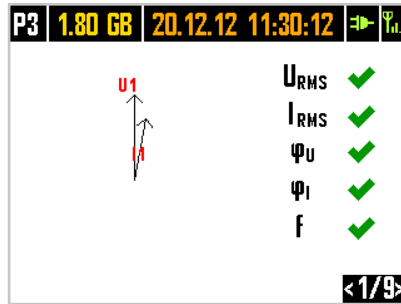 P3 1.80 GB 20.12.12 11:30:12
U1
I1
URMS
IRMS
φU
φI
f
<1/9>